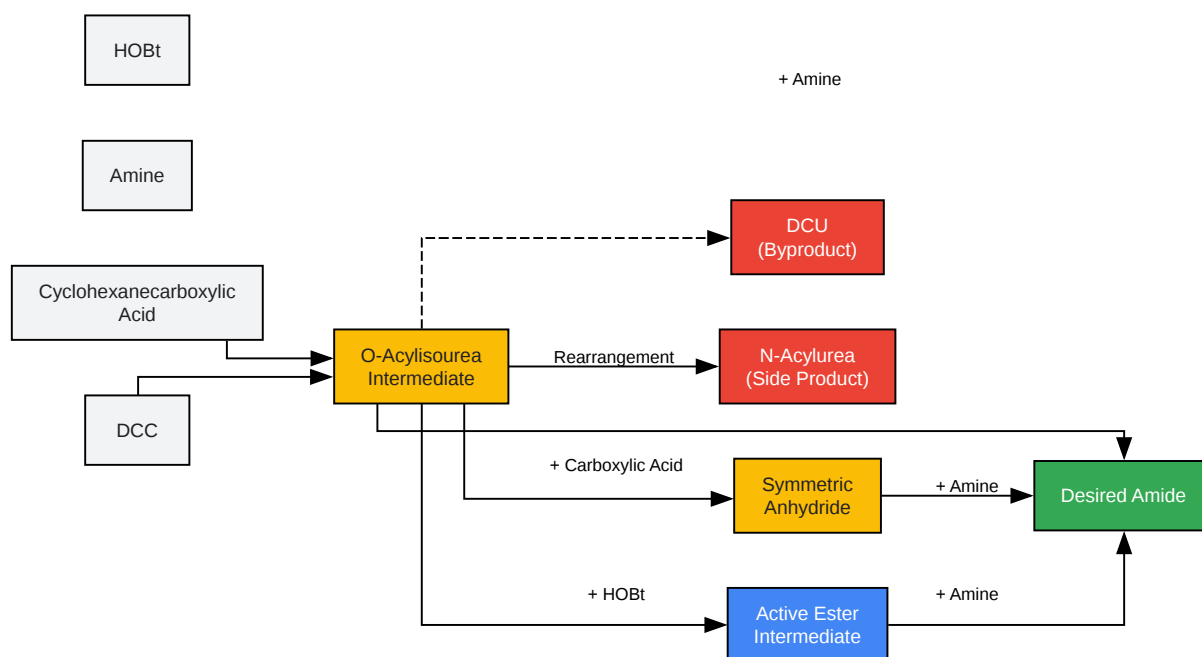 HOBt
+ Amine
Amine
DCU
(Byproduct)
Cyclohexanecarboxylic
Acid
O-Acylisourea
Intermediate
Rearrangement
N-Acylurea
(Side Product)
DCC
+ Carboxylic Acid
Symmetric
Anhydride
+ Amine
Desired Amide
+ HOBt
Active Ester
Intermediate
+ Amine